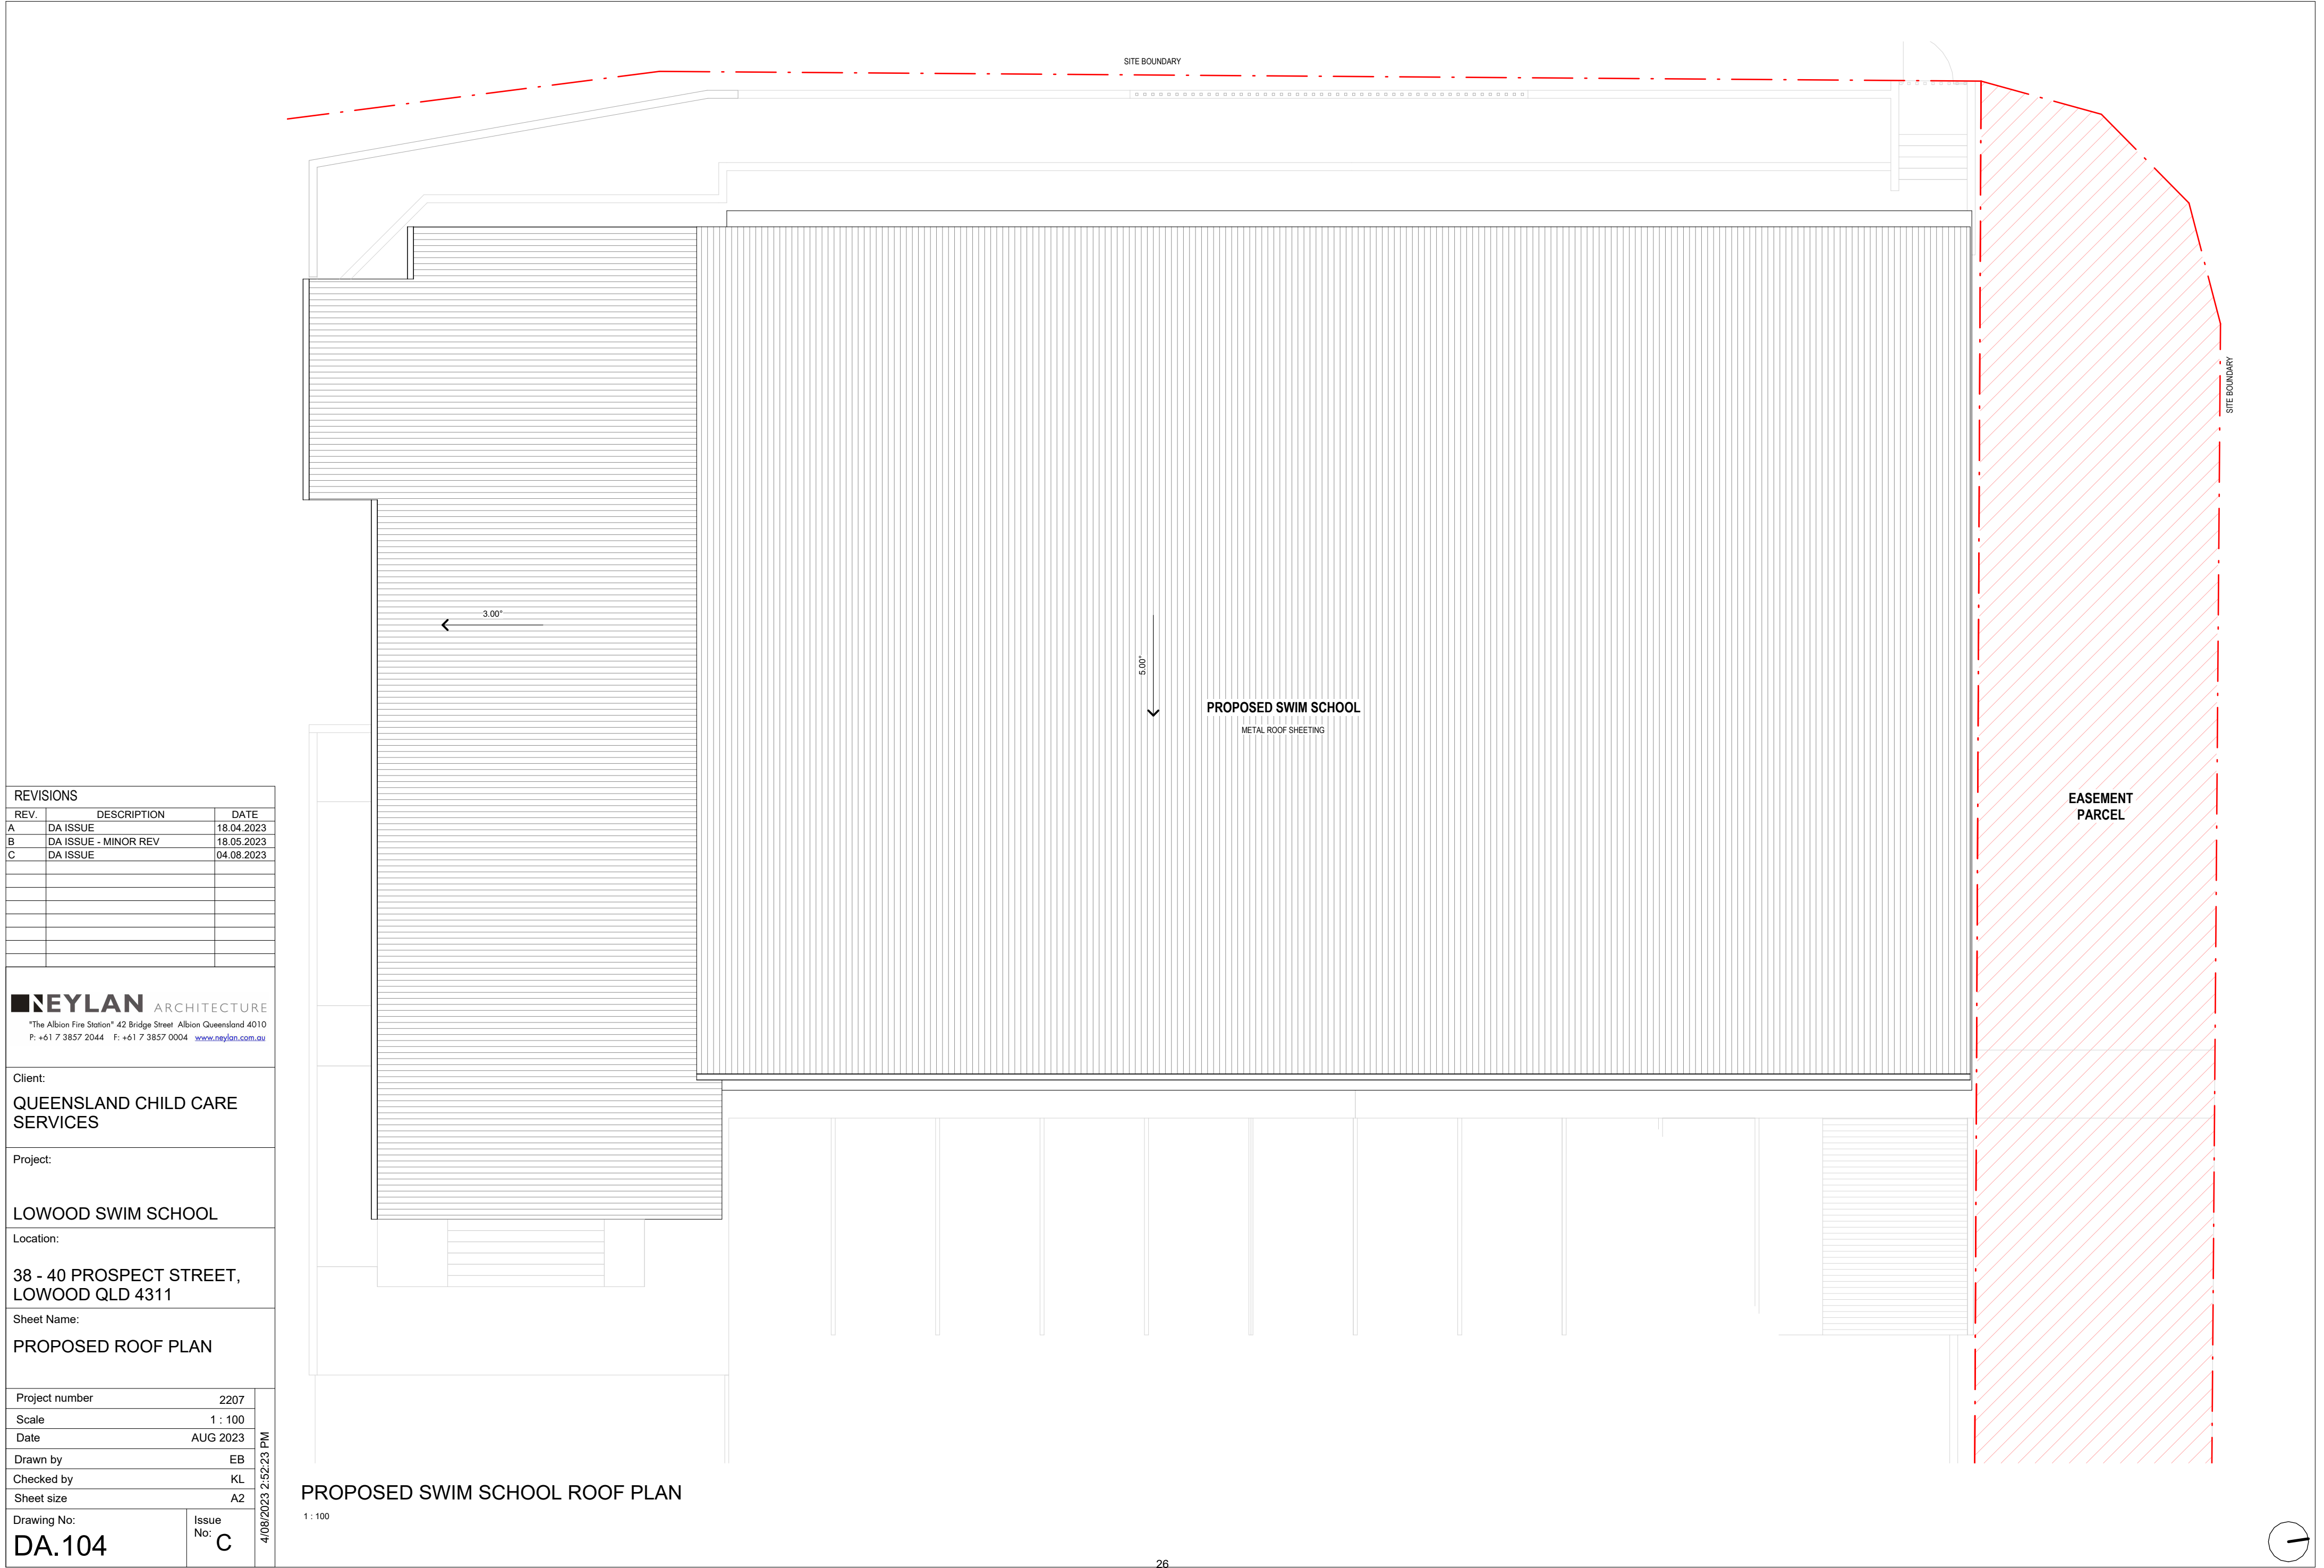 SITE BOUNDARY
SITE BOUNDARY
3.00°
5.00°
PROPOSED SWIM SCHOOL
METAL ROOF SHEETING
EASEMENT
PARCEL
REVISIONS
REV. DESCRIPTION DATE
A DA ISSUE 18.04.2023
B DA ISSUE - MINOR REV 18.05.2023
C DA ISSUE 04.08.2023
NEYLAN ARCHITECTURE
"The Albion Fire Station" 42 Bridge Street Albion Queensland 4010
P: +61 7 3857 2044 F: +61 7 3857 0004 www.neylan.com.au
Client:
QUEENSLAND CHILD CARE
SERVICES
Project:
LOWOOD SWIM SCHOOL
Location:
38 - 40 PROSPECT STREET,
LOWOOD QLD 4311
Sheet Name:
PROPOSED ROOF PLAN
Project number 2207
Scale 1 : 100
Date AUG 2023
Drawn by EB
Checked by KL
Sheet size A2
Drawing No:
DA.104
Issue
No: C
4/08/2023 2:52:23 PM
PROPOSED SWIM SCHOOL ROOF PLAN
1 : 100
26